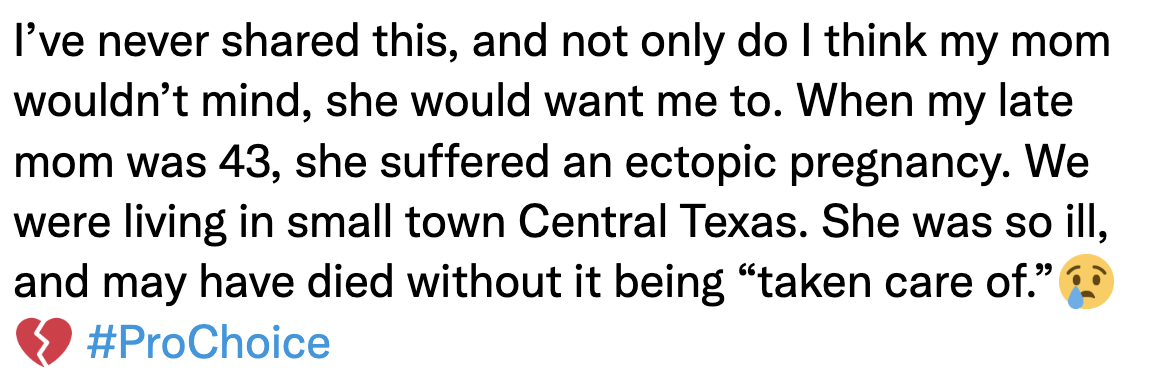 I’ve never shared this, and not only do I think my mom
wouldn’t mind, she would want me to. When my late
mom was 43, she suffered an ectopic pregnancy. We
were living in small town Central Texas. She was so ill,
and may have died without it being “taken care of.”😢
💔 #ProChoice